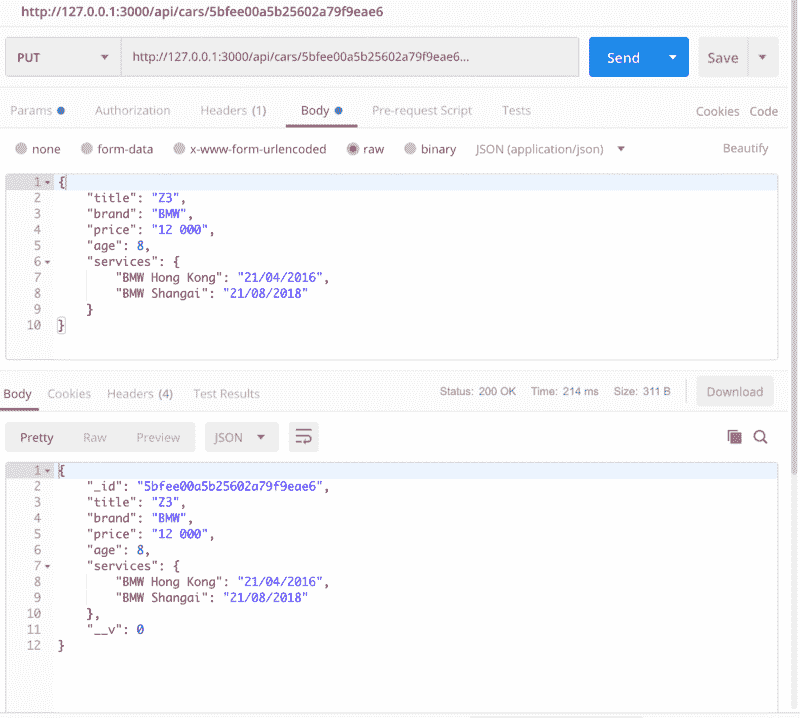 http://127.0.0.1:3000/api/cars/5bfee00a5b25602a79f9eae6
PUT http://127.0.0.1:3000/api/cars/5bfee00a5b25602a79f9eae6... Send Save
Params Authorization Headers (1) Body Pre-request Script Tests Cookies Code
none form-data x-www-form-urlencoded raw binary JSON (application/json) Beautify
1 {
2 "title": "Z3",
3 "brand": "BMW",
4 "price": "12 000",
5 "age": 8,
6 "services": {
7 "BMW Hong Kong": "21/04/2016",
8 "BMW Shangai": "21/08/2018"
9 }
10 }
Body Cookies Headers (4) Test Results Status: 200 OK Time: 214 ms Size: 311 B Download
Pretty Raw Preview JSON
1 {
2 "_id": "5bfee00a5b25602a79f9eae6",
3 "title": "Z3",
4 "brand": "BMW",
5 "price": "12 000",
6 "age": 8,
7 "services": {
8 "BMW Hong Kong": "21/04/2016",
9 "BMW Shangai": "21/08/2018"
10 },
11 "__v": 0
12 }